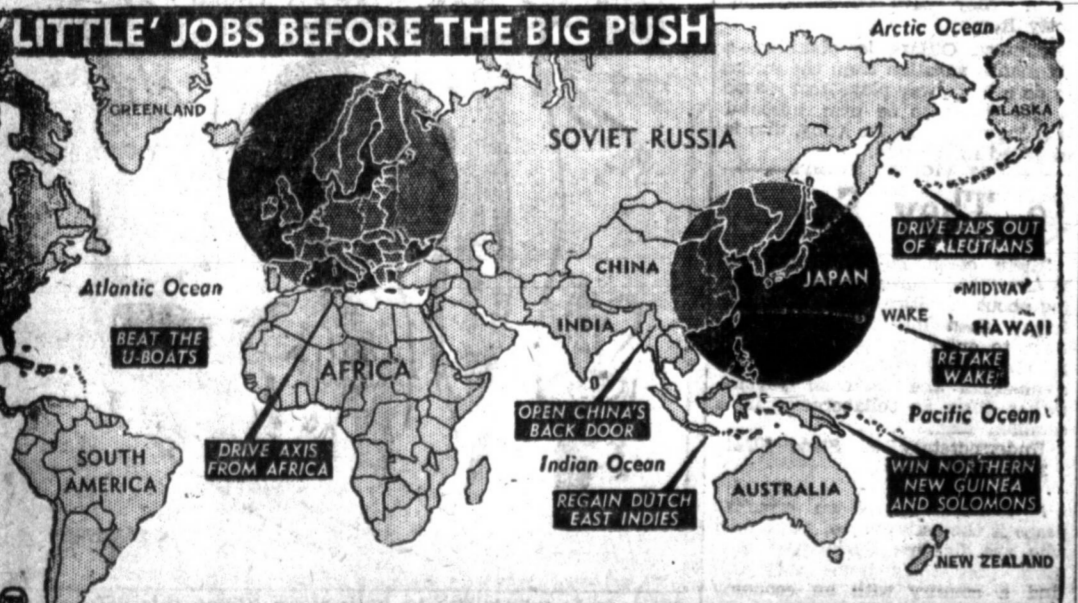 'LITTLE' JOBS BEFORE THE BIG PUSH
Arctic Ocean
GREENLAND
ALASKA
SOVIET RUSSIA
DRIVE JAPS OUT
OF ALEUTIANS
CHINA
JAPAN
Atlantic Ocean
MIDWAY
WAKE
HAWAII
INDIA
BEAT THE
U-BOATS
AFRICA
RETAKE
WAKE
OPEN CHINA'S
BACK DOOR
Pacific Ocean
DRIVE AXIS
FROM AFRICA
SOUTH
AMERICA
Indian Ocean
WIN NORTHERN
NEW GUINEA
AND SOLOMONS
AUSTRALIA
REGAIN DUTCH
EAST INDIES
NEW ZEALAND